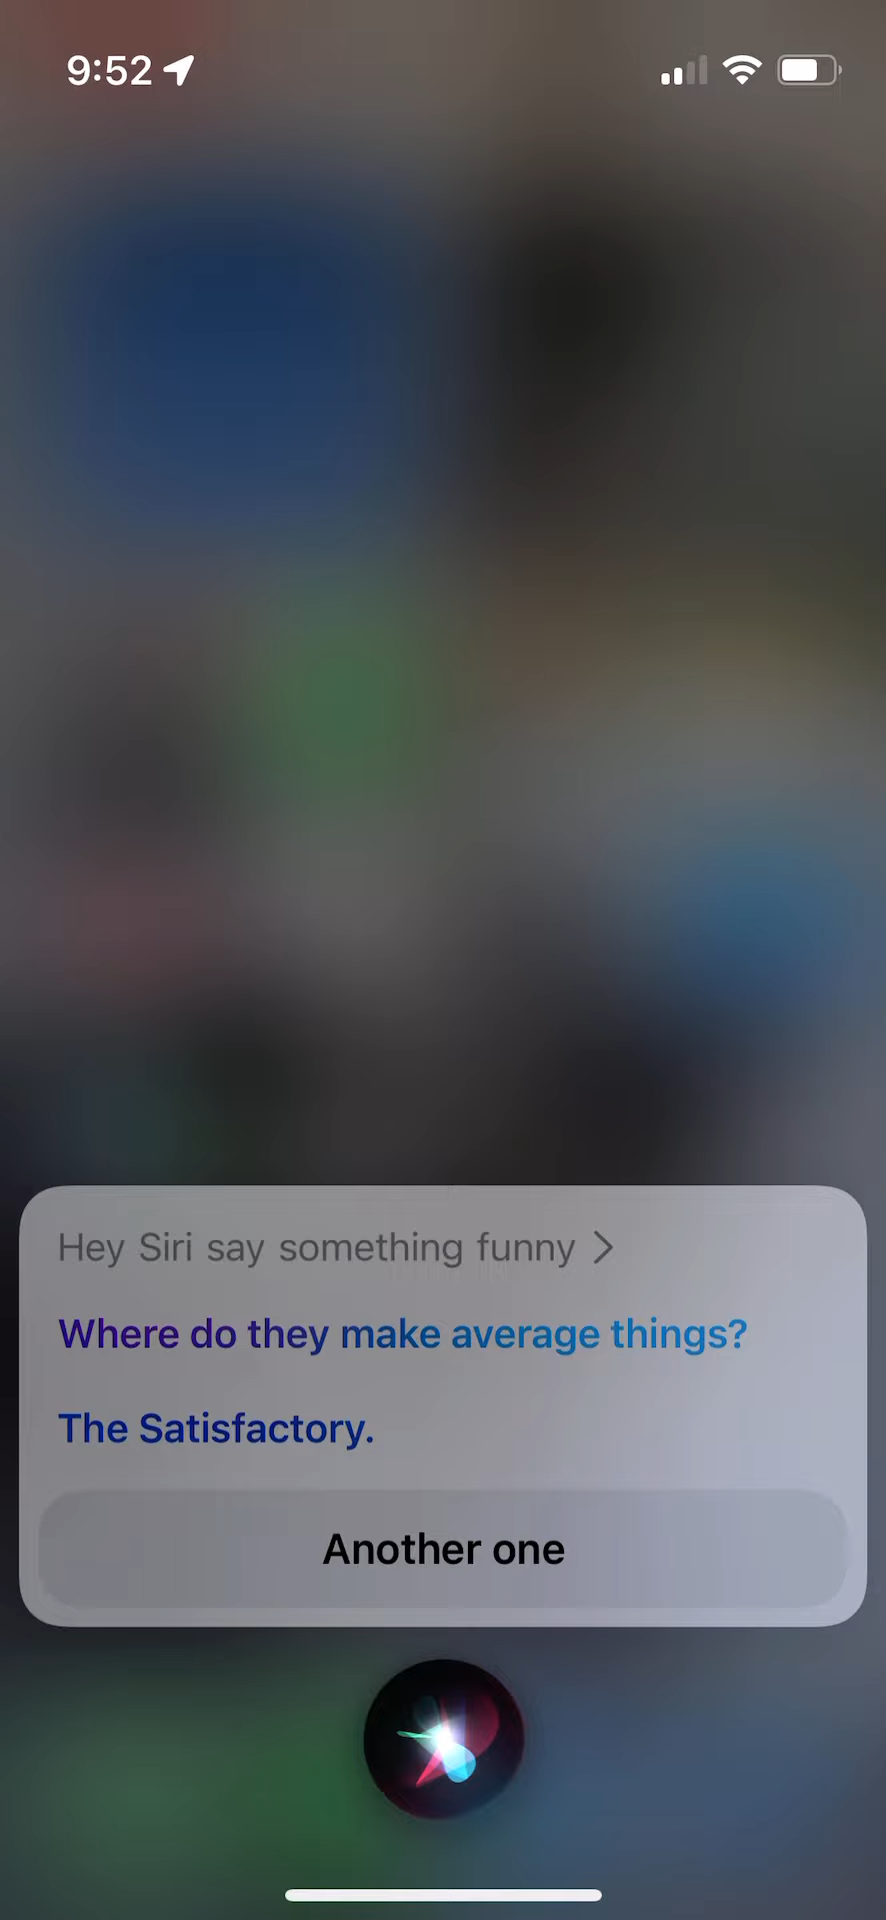 9:52
Hey Siri say something funny
Where do they make average things?
The Satisfactory.
Another one